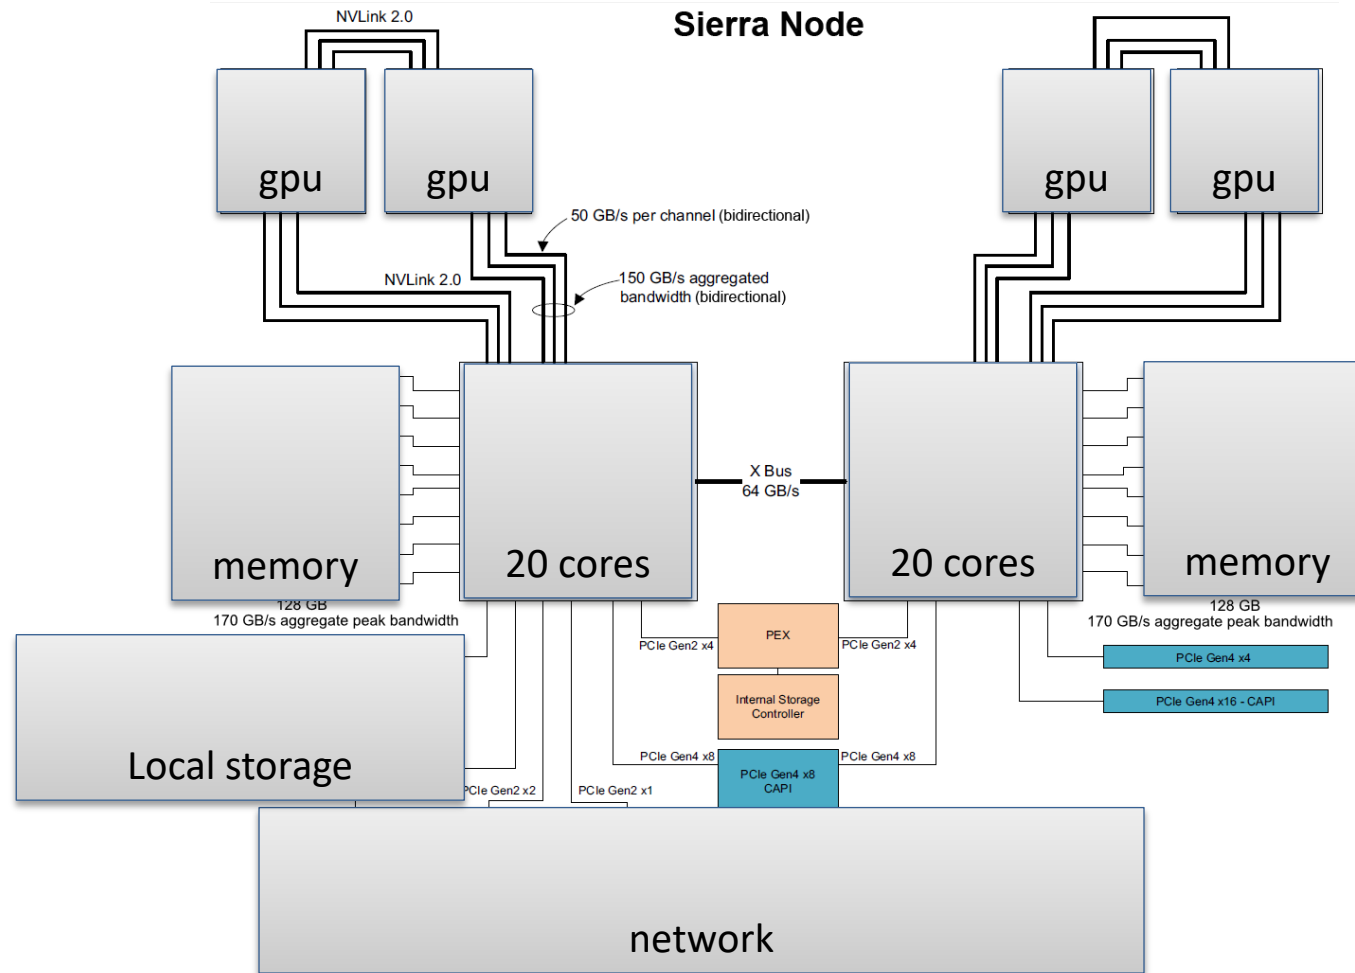 Sierra Node
NVLink 2.0
gpu
gpu
gpu
gpu
50 GB/s per channel (bidirectional)
NVLink 2.0
150 GB/s aggregated
bandwidth (bidirectional)
X Bus
64 GB/s
memory
20 cores
20 cores
memory
128 GB
170 GB/s aggregate peak bandwidth
128 GB
170 GB/s aggregate peak bandwidth
PCIe Gen2 x4
PEX
PCIe Gen2 x4
PCIe Gen4 x4
Internal Storage
Controller
PCIe Gen4 x16 - CAPI
Local storage
PCIe Gen4 x8
PCIe Gen4 x8
CAPI
PCIe Gen4 x8
PCIe Gen2 x2
PCIe Gen2 x1
network